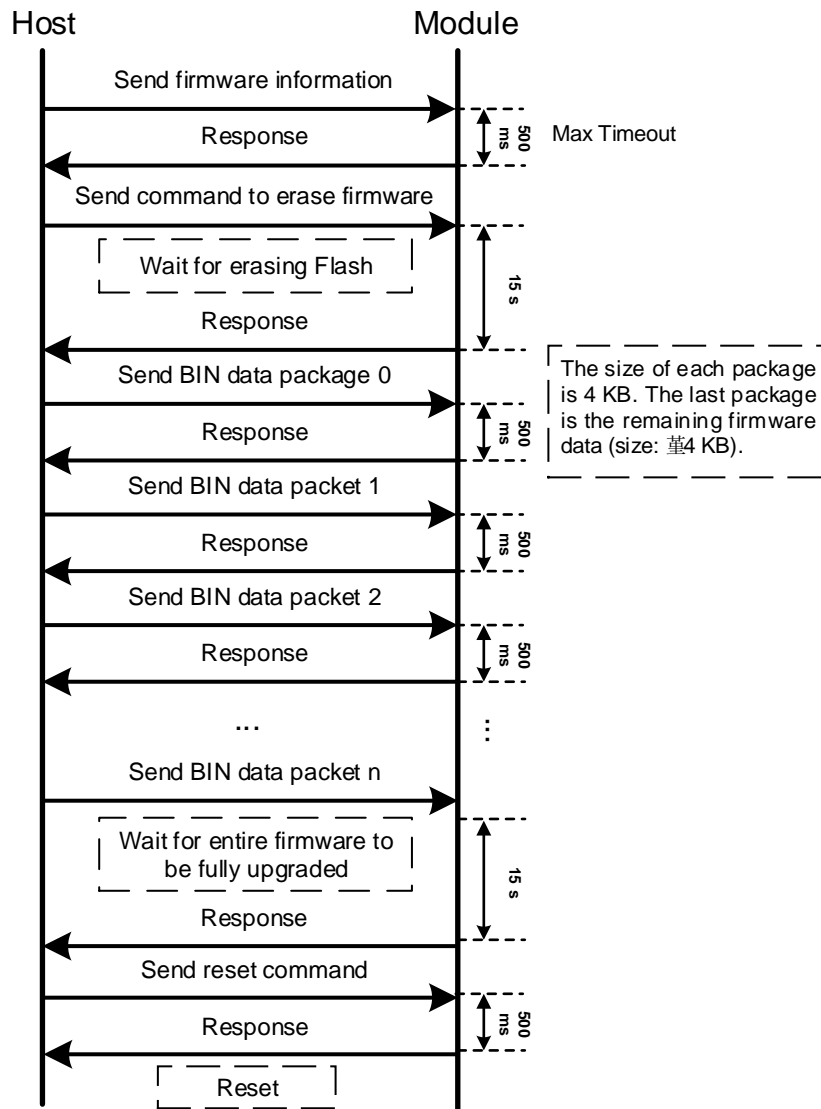 Host Module
Send firmware information
500 ms
Max Timeout
Response
Send command to erase firmware
Wait for erasing Flash
15 s
Response
The size of each package
is 4 KB. The last package
is the remaining firmware
data (size: 堇4 KB).
Send BIN data package 0
500 ms
Response
Send BIN data packet 1
500 ms
Response
Send BIN data packet 2
500 ms
Response
...
...
Send BIN data packet n
Wait for entire firmware to
be fully upgraded
15 s
Response
Send reset command
500 ms
Response
Reset